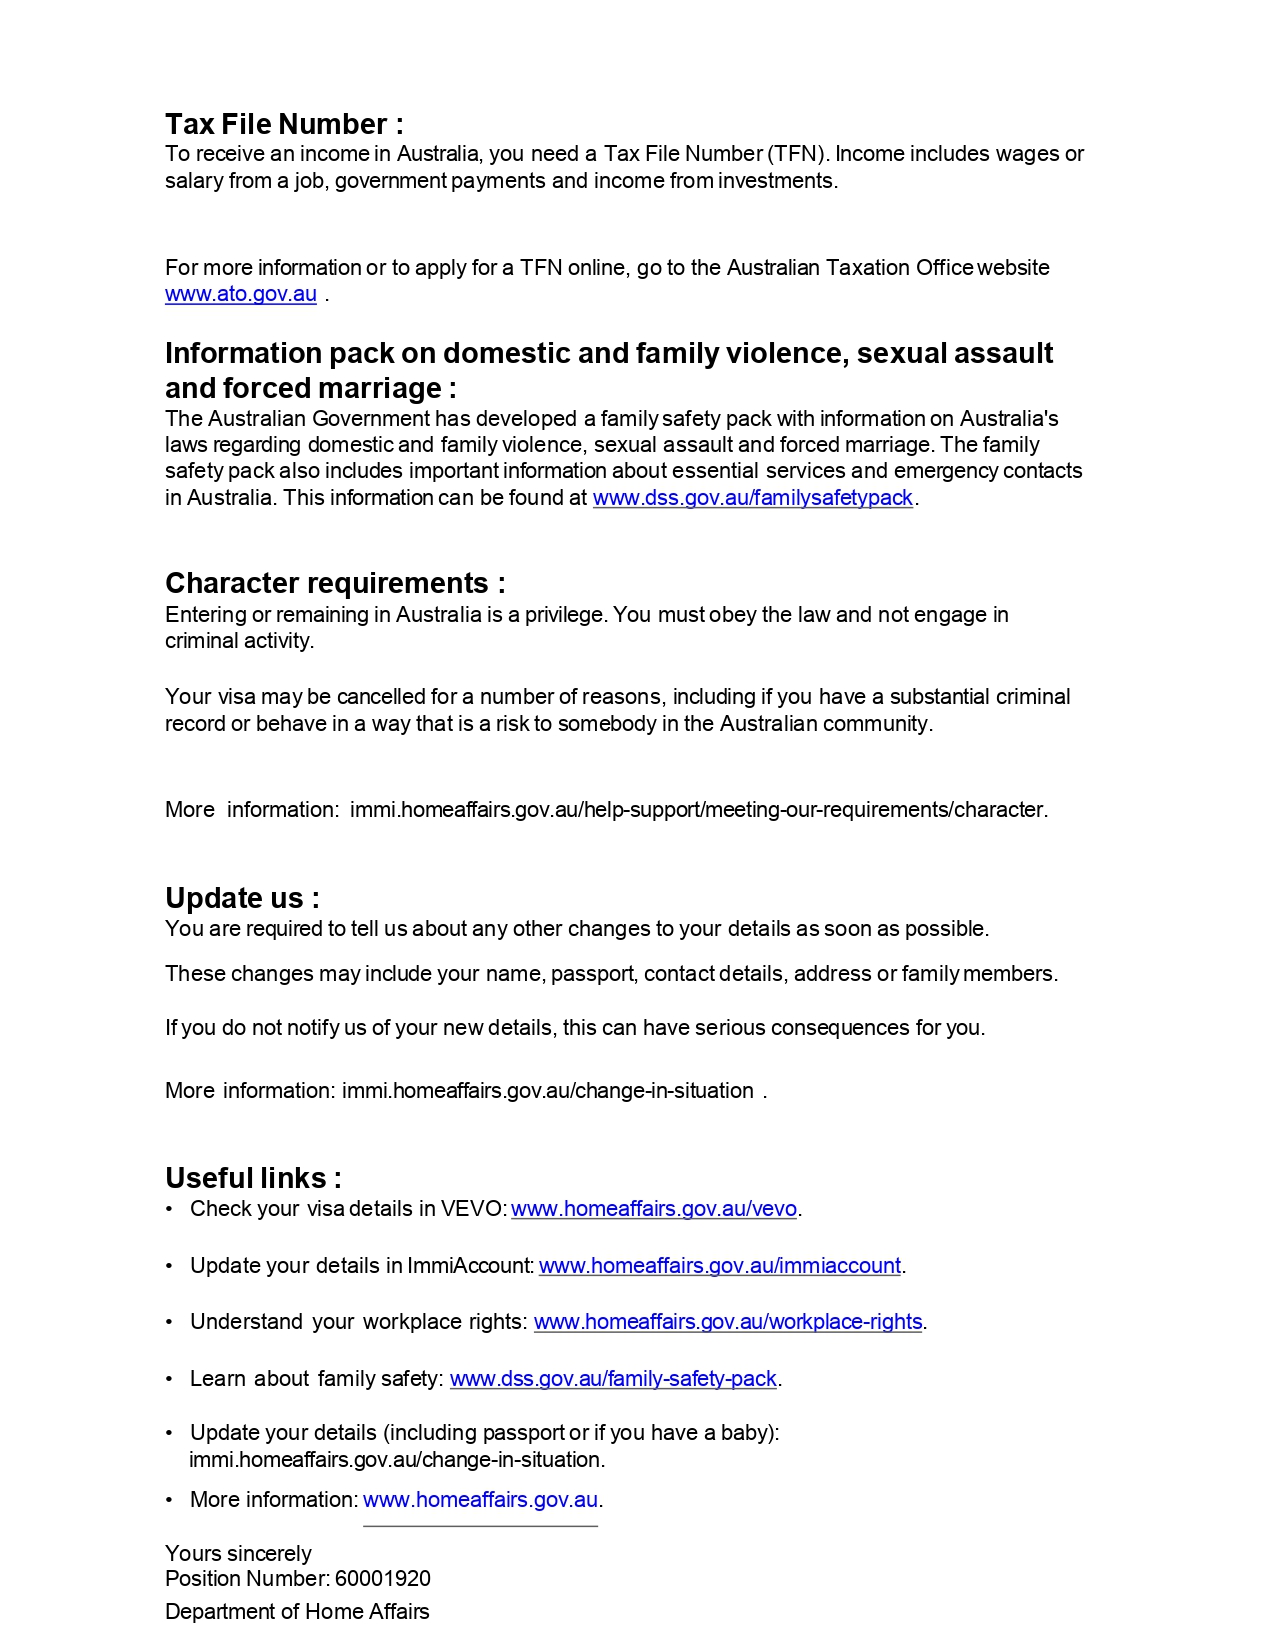 Tax File Number :
To receive an income in Australia, you need a Tax File Number (TFN). Income includes wages or
salary from a job, government payments and income from investments.
For more information or to apply for a TFN online, go to the Australian Taxation Office website
www.ato.gov.au .
Information pack on domestic and family violence, sexual assault
and forced marriage :
The Australian Government has developed a family safety pack with information on Australia's
laws regarding domestic and family violence, sexual assault and forced marriage. The family
safety pack also includes important information about essential services and emergency contacts
in Australia. This information can be found at www.dss.gov.au/familysafetypack.
Character requirements :
Entering or remaining in Australia is a privilege. You must obey the law and not engage in
criminal activity.
Your visa may be cancelled for a number of reasons, including if you have a substantial criminal
record or behave in a way that is a risk to somebody in the Australian community.
More information: immi.homeaffairs.gov.au/help-support/meeting-our-requirements/character.
Update us :
You are required to tell us about any other changes to your details as soon as possible.
These changes may include your name, passport, contact details, address or family members.
If you do not notify us of your new details, this can have serious consequences for you.
More information: immi.homeaffairs.gov.au/change-in-situation .
Useful links :
• Check your visa details in VEVO: www.homeaffairs.gov.au/vevo.
• Update your details in ImmiAccount: www.homeaffairs.gov.au/immiaccount.
• Understand your workplace rights: www.homeaffairs.gov.au/workplace-rights.
• Learn about family safety: www.dss.gov.au/family-safety-pack.
• Update your details (including passport or if you have a baby):
immi.homeaffairs.gov.au/change-in-situation.
• More information: www.homeaffairs.gov.au.
Yours sincerely
Position Number: 60001920
Department of Home Affairs